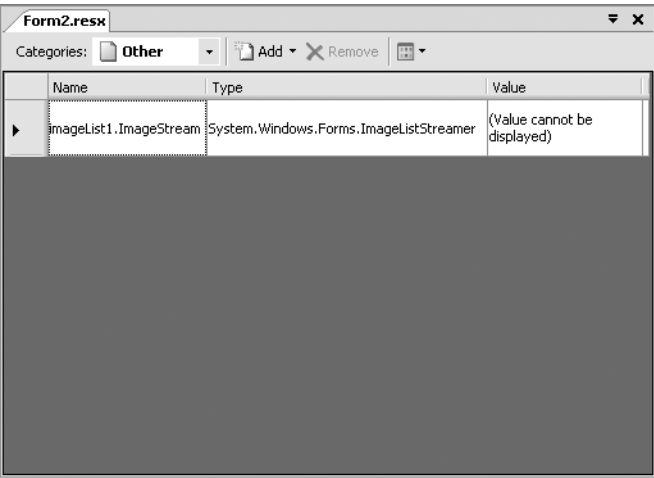 Form2.resx
Categories: Other Add Remove
Name Type Value
imageList1.ImageStream System.Windows.Forms.ImageListStreamer (Value cannot be
displayed)